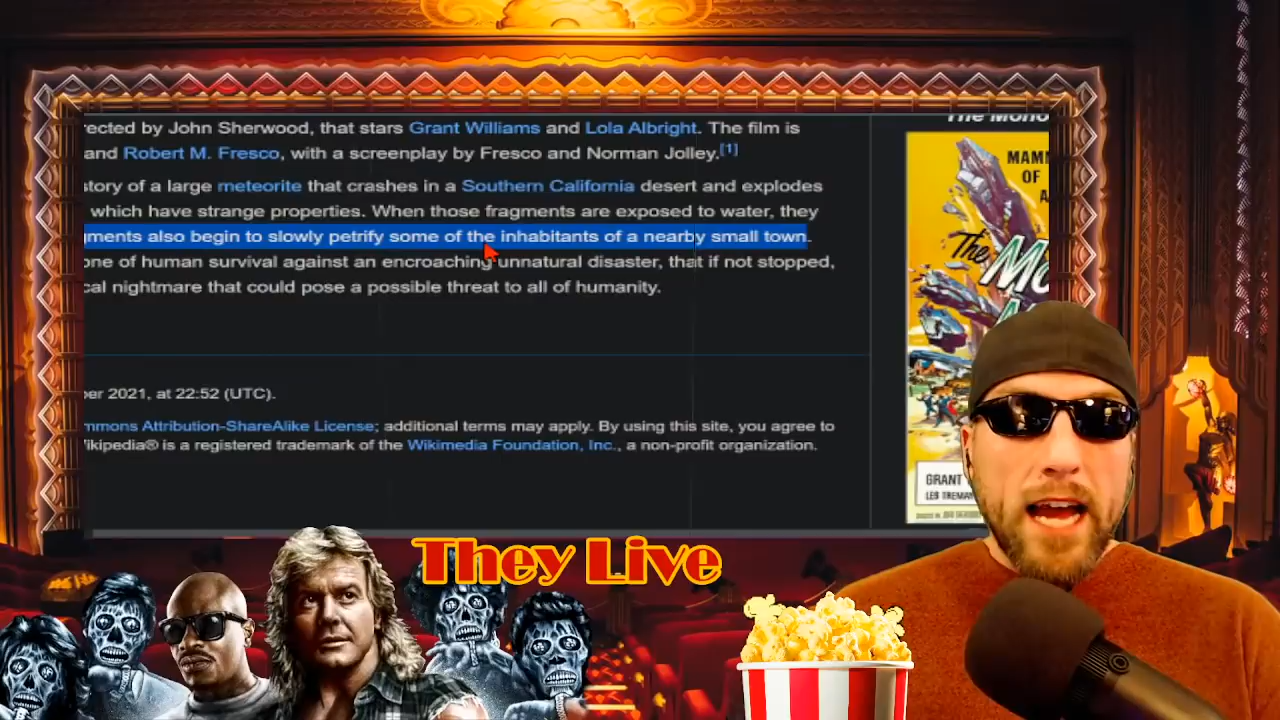 The Mono
rected by John Sherwood, that stars Grant Williams and Lola Albright. The film is
and Robert M. Fresco, with a screenplay by Fresco and Norman Jolley.[1]
story of a large meteorite that crashes in a Southern California desert and explodes
which have strange properties. When those fragments are exposed to water, they
gments also begin to slowly petrify some of the inhabitants of a nearby small town.
one of human survival against an encroaching unnatural disaster, that if not stopped,
cal nightmare that could pose a possible threat to all of humanity.
ber 2021, at 22:52 (UTC).
mmons Attribution-ShareAlike License; additional terms may apply. By using this site, you agree to
Wikipedia® is a registered trademark of the Wikimedia Foundation, Inc., a non-profit organization.
MAMM
OF
A
The Mo
GRANT
LES TREMAY
They Live